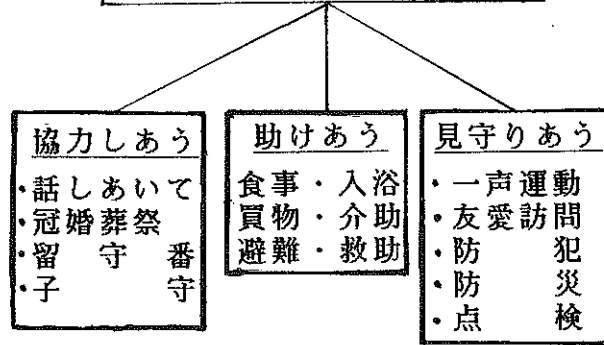 協力しあう
・話しあいて
・冠婚葬祭
・留守番
・子守
助けあう
食事・入浴
買物・介助
避難・救助
見守りあう
・一声運動
・友愛訪問
・防犯
・防災
・点検